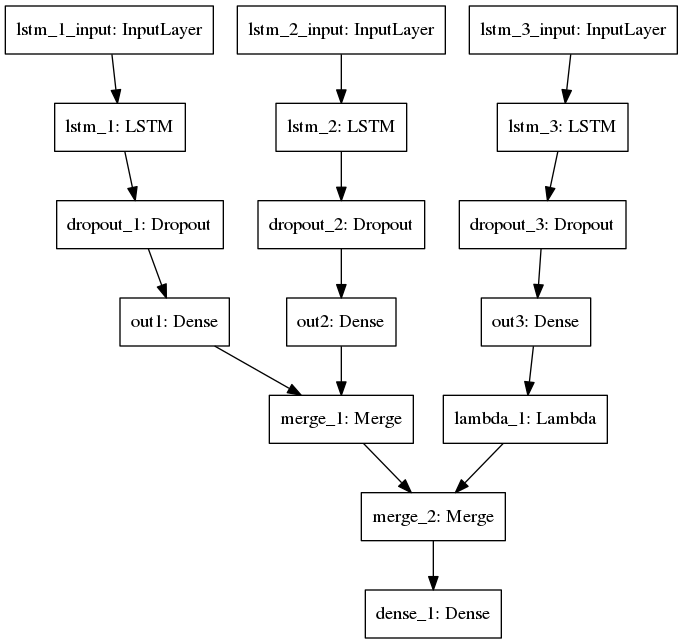 lstm_1_input: InputLayer
lstm_2_input: InputLayer
lstm_3_input: InputLayer
lstm_1: LSTM
lstm_2: LSTM
lstm_3: LSTM
dropout_1: Dropout
dropout_2: Dropout
dropout_3: Dropout
out1: Dense
out2: Dense
out3: Dense
merge_1: Merge
lambda_1: Lambda
merge_2: Merge
dense_1: Dense